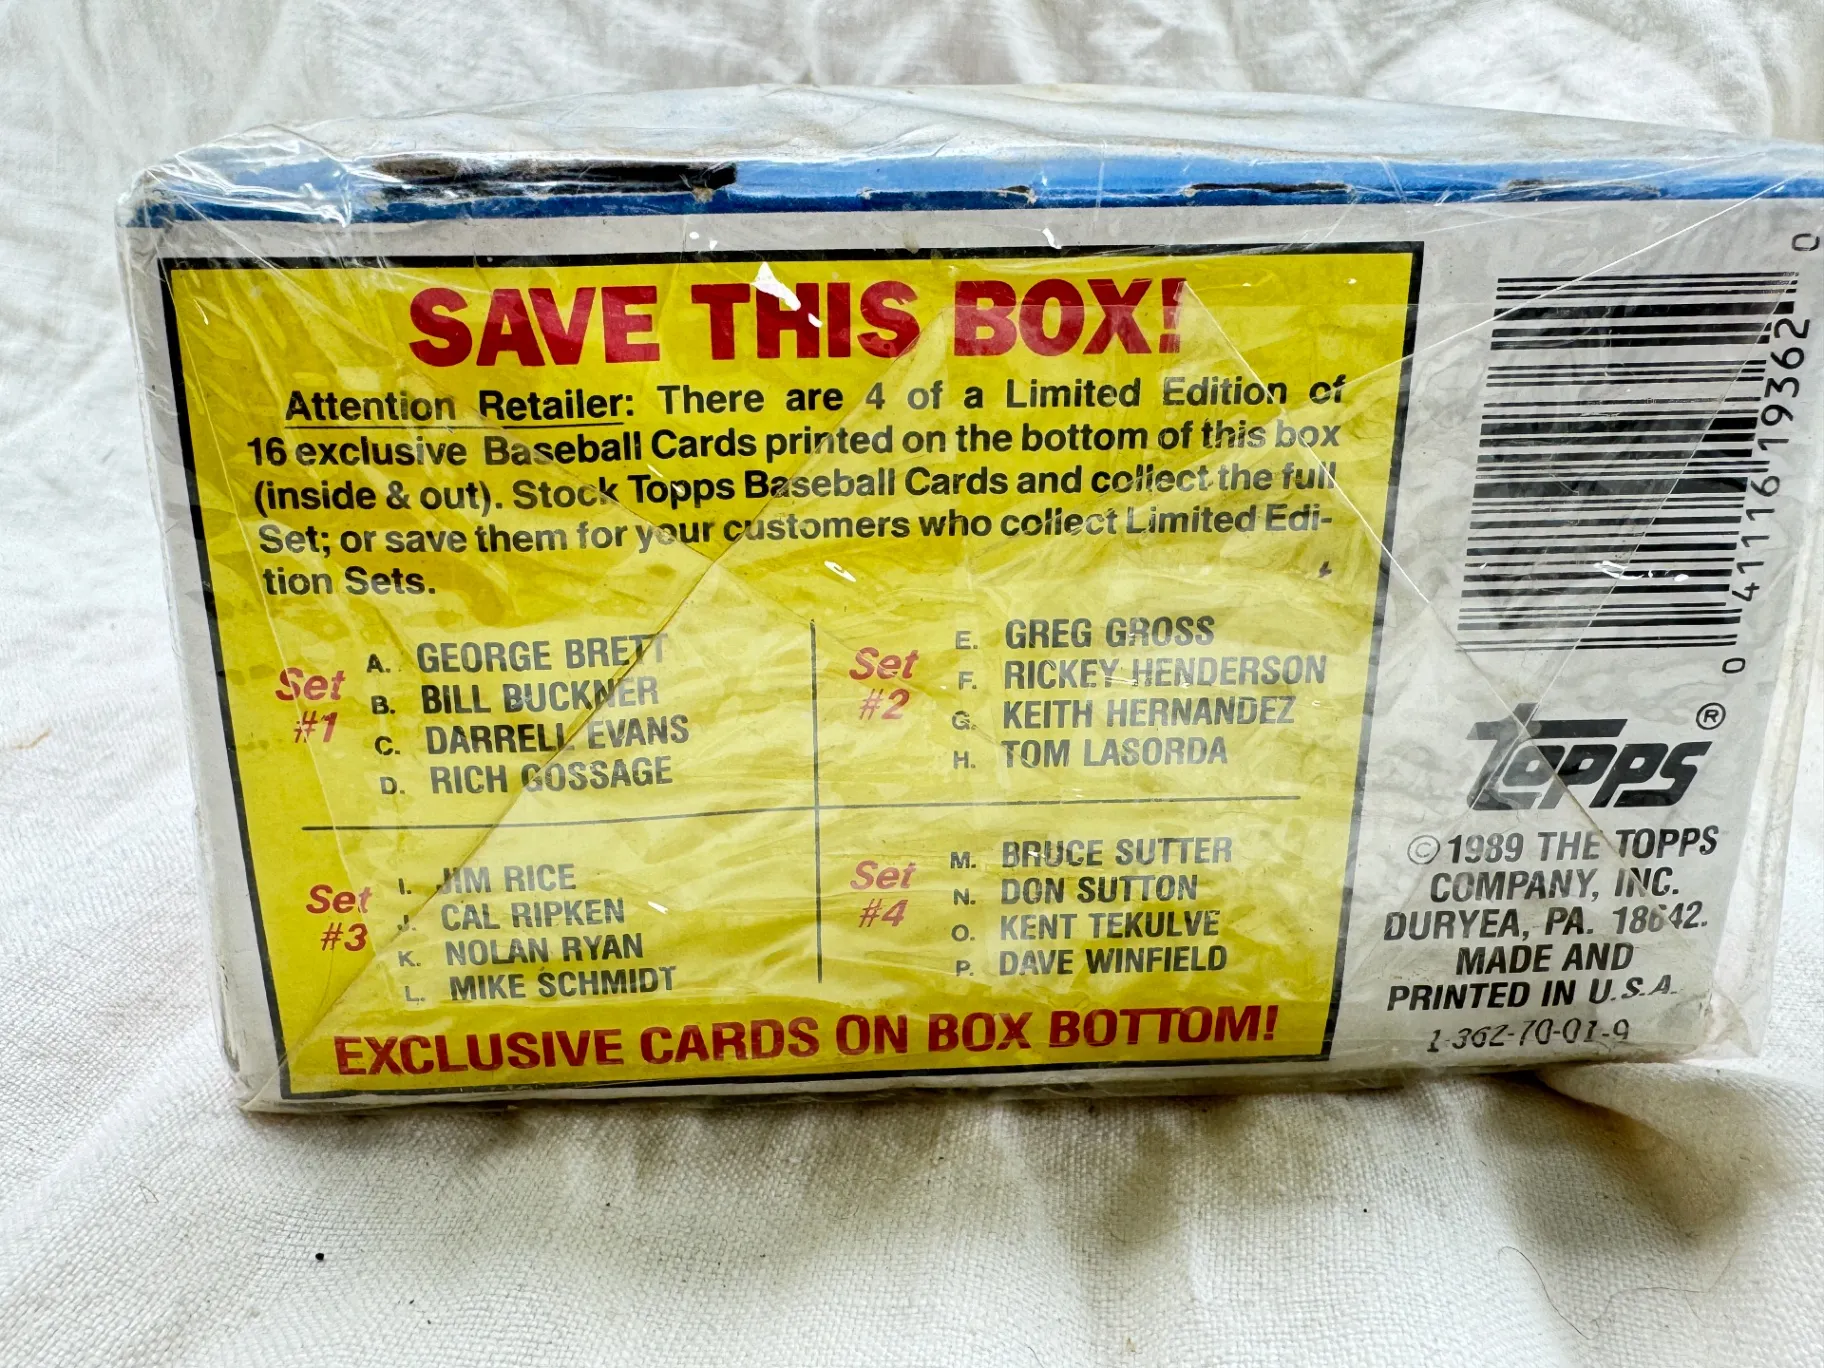 SAVE THIS BOX!
Attention Retailer: There are 4 of a Limited Edition of
16 exclusive Baseball Cards printed on the bottom of this box
(inside & out). Stock Topps Baseball Cards and collect the full
Set; or save them for your customers who collect Limited Edi-
tion Sets.
Set #1
A. GEORGE BRETT
B. BILL BUCKNER
C. DARRELL EVANS
D. RICH GOSSAGE
Set #2
E. GREG GROSS
F. RICKEY HENDERSON
G. KEITH HERNANDEZ
H. TOM LASORDA
Set #3
I. JIM RICE
J. CAL RIPKEN
K. NOLAN RYAN
L. MIKE SCHMIDT
Set #4
M. BRUCE SUTTER
N. DON SUTTON
O. KENT TEKULVE
P. DAVE WINFIELD
EXCLUSIVE CARDS ON BOX BOTTOM!
0 41116 19362 0
TOPPS®
© 1989 THE TOPPS
COMPANY, INC.
DURYEA, PA. 18642.
MADE AND
PRINTED IN U.S.A.
1-362-70-01-9